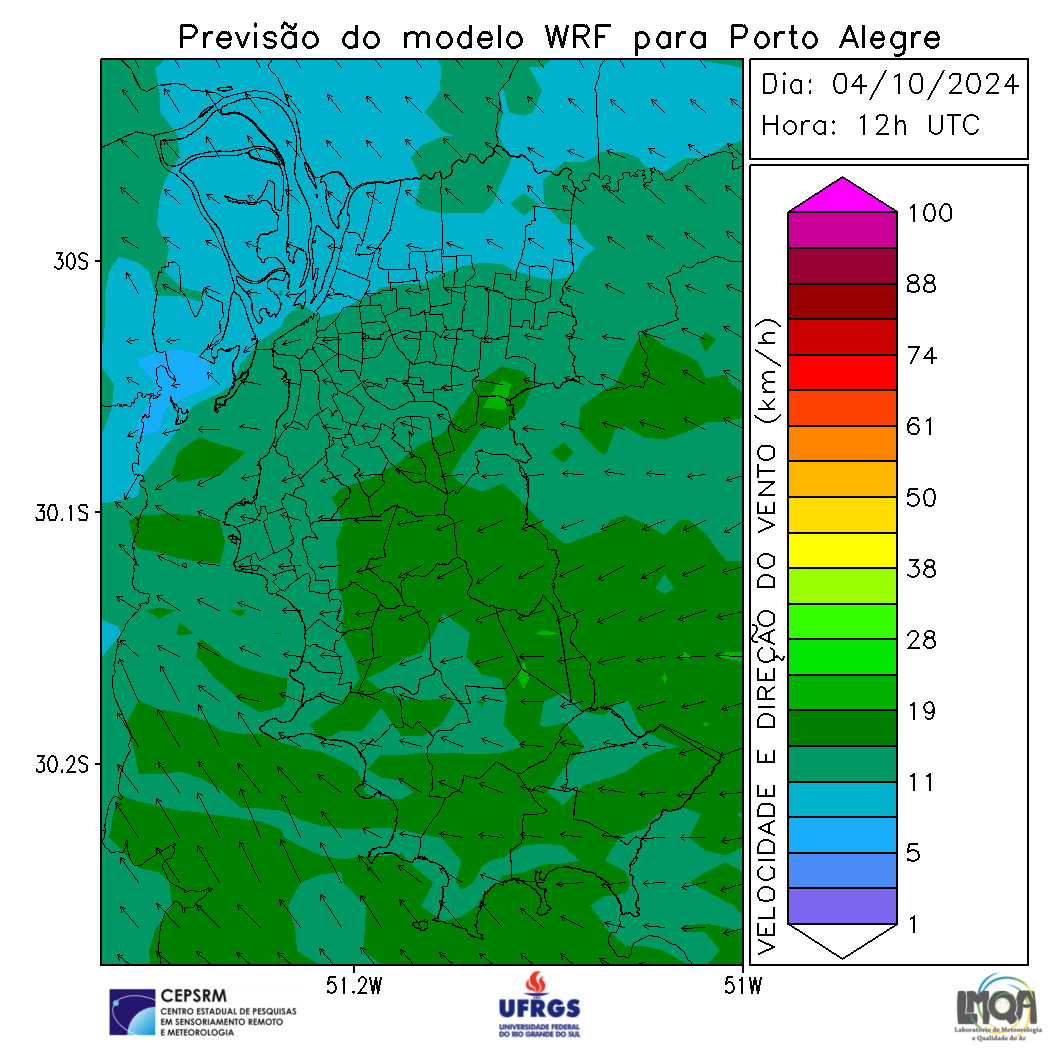 Previsão do modelo WRF para Porto Alegre
Dia: 04/10/2024
Hora: 12h UTC
30S
30.1S
30.2S
51.2W
51W
VELOCIDADE E DIREÇÃO DO VENTO (km/h)
100
88
74
61
50
38
28
19
11
5
1
CEPSRM
CENTRO ESTADUAL DE PESQUISAS
EM SENSORIAMENTO REMOTO
E METEOROLOGIA
UFRGS
UNIVERSIDADE FEDERAL
DO RIO GRANDE DO SUL
LMQA
Laboratório de Meteorologia
e Qualidade do Ar